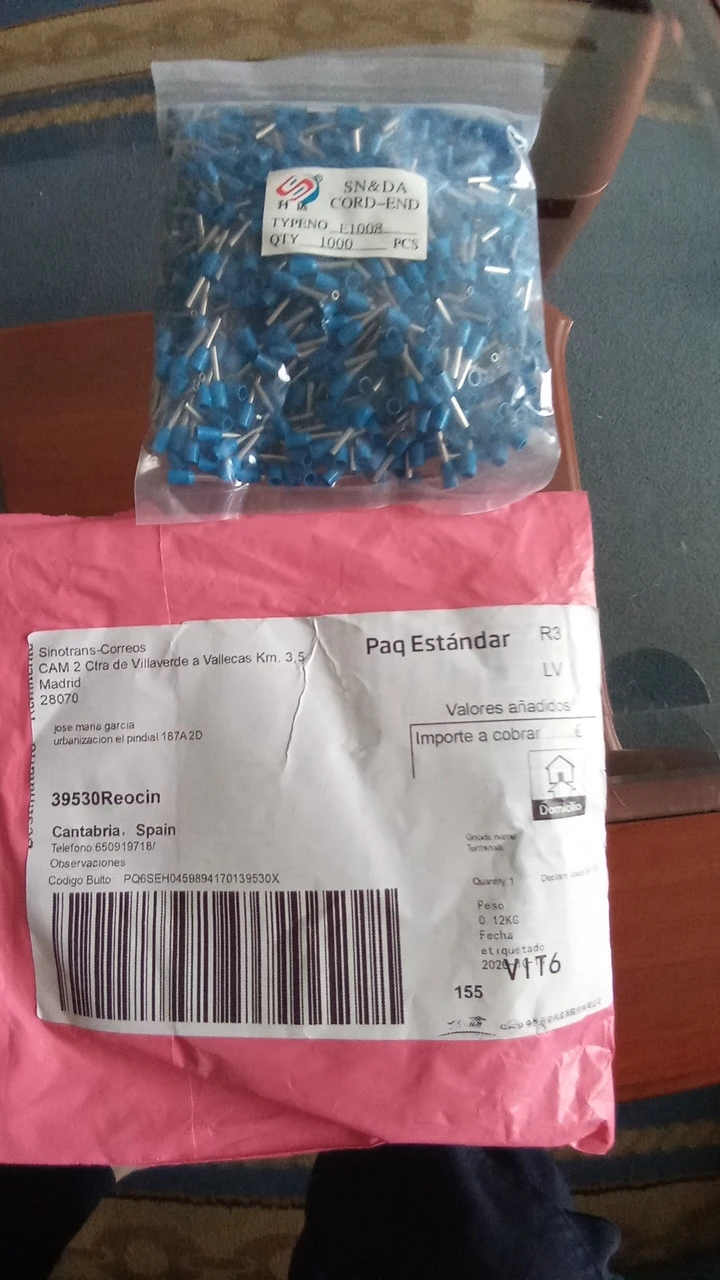 SN&DA
CORD-END
TYPENO E1008
QTY 1000 PCS
Sinotrans-Correos
CAM 2 Ctra de Villaverde a Vallecas Km. 3,5
Madrid
28070
jose maria garcia
urbanizacion el pindial 187A 2D
39530Reocin
Cantabria, Spain
Telefono:650919718/
Observaciones
Codigo Bulto: PQ6SEH0459894170139530X
Paq Estándar
R3
LV
Valores añadidos
Importe a cobrar........€
Domicilio
Goods name
Terminals
Quantity:1
Peso
0.12KG
Fecha
etiquetado
VIT6
155